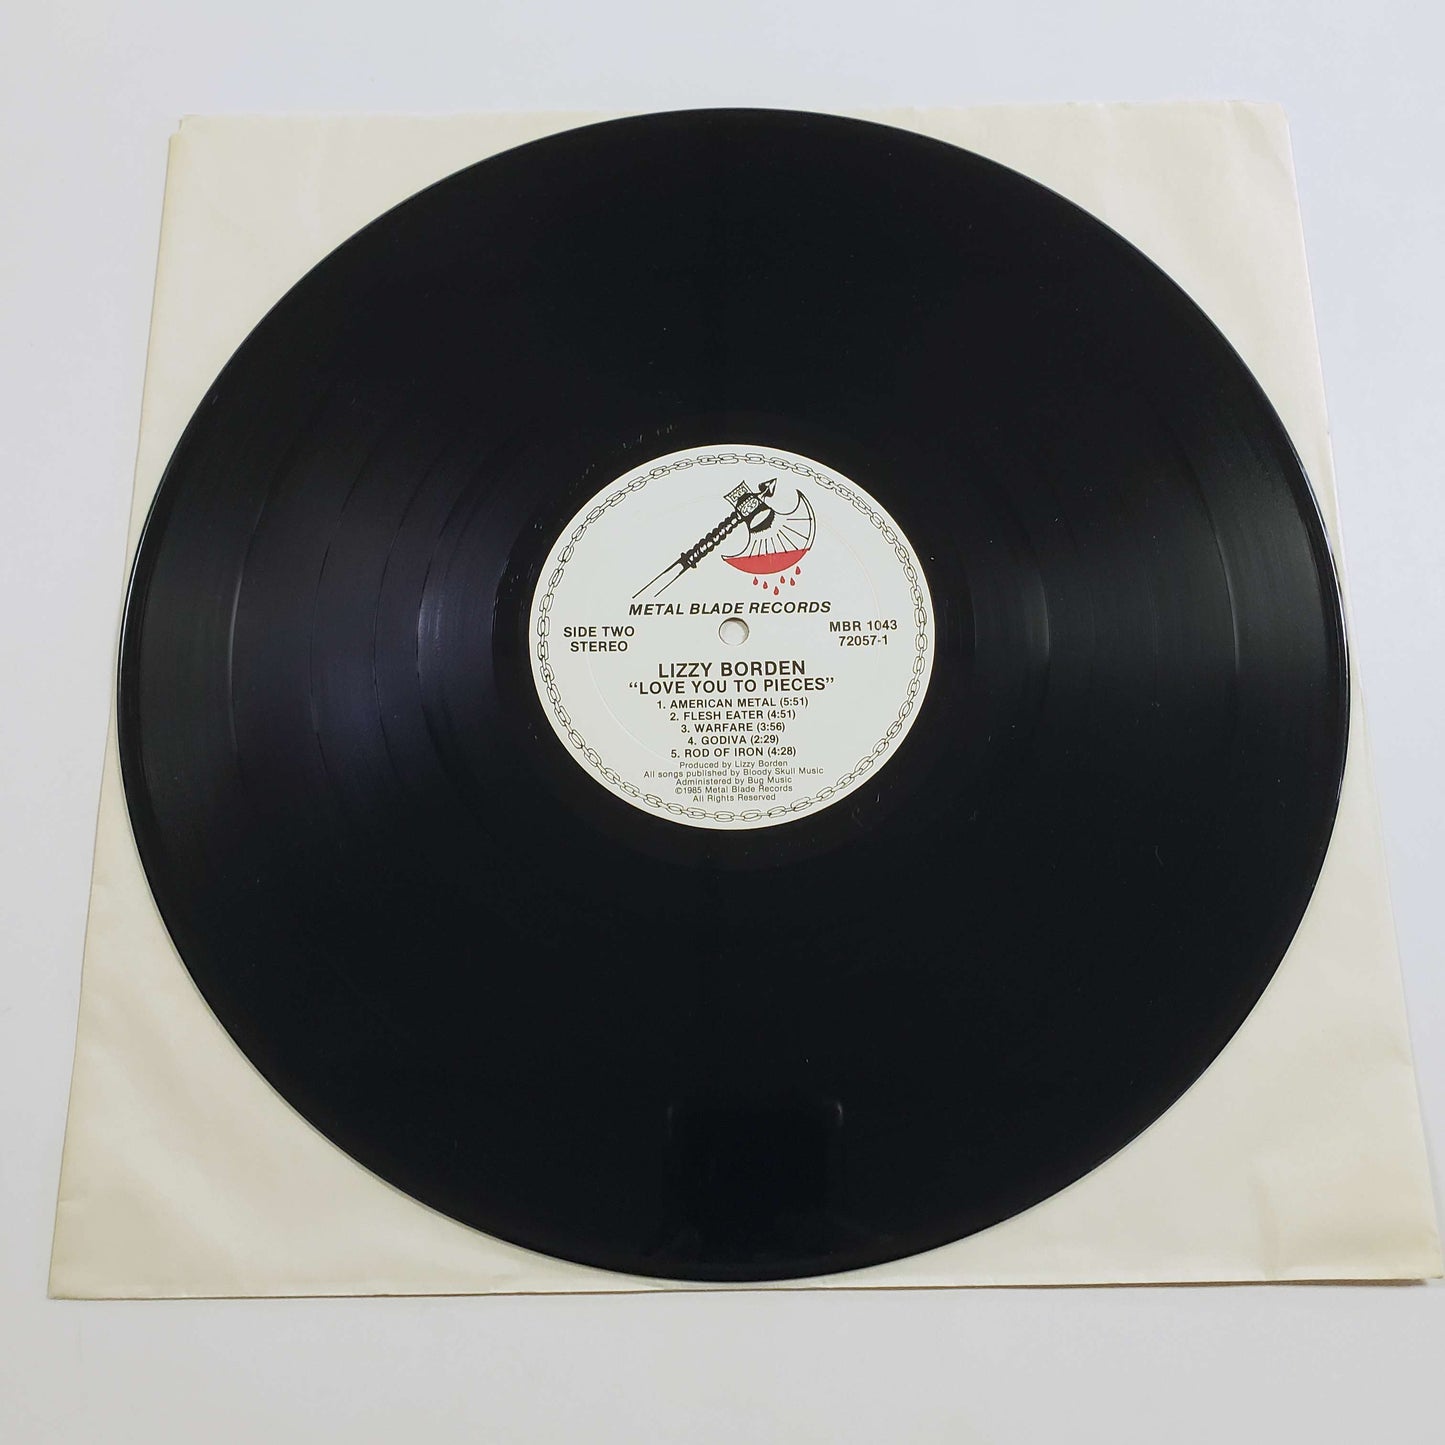 METAL BLADE RECORDS
SIDE TWO
STEREO
MBR 1043
72057-1
LIZZY BORDEN
“LOVE YOU TO PIECES”
1. AMERICAN METAL (5:51)
2. FLESH EATER (4:51)
3. WARFARE (3:56)
4. GODIVA (2:29)
5. ROD OF IRON (4:28)
Produced by Lizzy Borden
All songs published by Bloody Skull Music
Administered by Bug Music
©1985 Metal Blade Records
All Rights Reserved